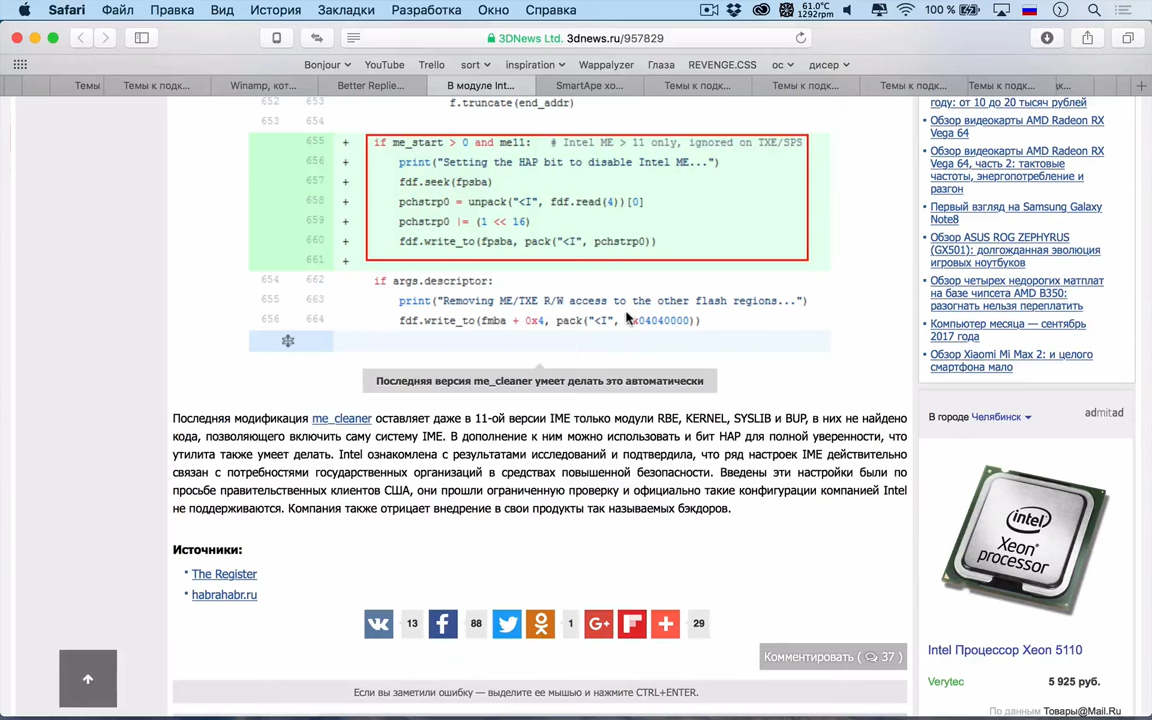 Safari Файл Правка Вид История Закладки Разработка Окно Справка 61.0°C 1292rpm 100 %
3DNews Ltd. 3dnews.ru/957829
Bonjour YouTube Trello sort inspiration Wappalyzer Глаза REVENGE.CSS ос дисер
Темы Темы к подк... Winamp, кот... Better Replie... В модуле Int... SmartApe хо... Темы к подк... Темы к подк... Темы к подк... Темы к подк...
652 653 f.truncate(end_addr)
653 654
655 + if me_start > 0 and me11: # Intel ME > 11 only, ignored on TXE/SPS
656 + print("Setting the HAP bit to disable Intel ME...")
657 + fdf.seek(fpsba)
658 + pchstrp0 = unpack("<I", fdf.read(4))[0]
659 + pchstrp0 |= (1 << 16)
660 + fdf.write_to(fpsba, pack("<I", pchstrp0))
661 +
654 662 if args.descriptor:
655 663 print("Removing ME/TXE R/W access to the other flash regions...")
656 664 fdf.write_to(fmba + 0x4, pack("<I", 0x04040000))
Последняя версия me_cleaner умеет делать это автоматически
Последняя модификация me_cleaner оставляет даже в 11-ой версии IME только модули RBE, KERNEL, SYSLIB и BUP, в них не найдено
кода, позволяющего включить саму систему IME. В дополнение к ним можно использовать и бит HAP для полной уверенности, что
утилита также умеет делать. Intel ознакомлена с результатами исследований и подтвердила, что ряд настроек IME действительно
связан с потребностями государственных организаций в средствах повышенной безопасности. Введены эти настройки были по
просьбе правительственных клиентов США, они прошли ограниченную проверку и официально такие конфигурации компанией Intel
не поддерживаются. Компания также отрицает внедрение в свои продукты так называемых бэкдоров.
Источники:
The Register
habrahabr.ru
13 88 1 G+ 29
Комментировать ( 37 )
Если вы заметили ошибку — выделите ее мышью и нажмите CTRL+ENTER.
году: от 10 до 20 тысяч рублей
Обзор видеокарты AMD Radeon RX
Vega 64
Обзор видеокарты AMD Radeon RX
Vega 64, часть 2: тактовые
частоты, энергопотребление и
разгон
Первый взгляд на Samsung Galaxy
Note8
Обзор ASUS ROG ZEPHYRUS
(GX501): долгожданная эволюция
игровых ноутбуков
Обзор четырех недорогих матплат
на базе чипсета AMD B350:
разогнать нельзя переплатить
Компьютер месяца — сентябрь
2017 года
Обзор Xiaomi Mi Max 2: и целого
смартфона мало
В городе Челябинск admitad
intel
Xeon
processor
Intel Процессор Xeon 5110
Verytec 5 925 руб.
По данным Товары@Mail.Ru